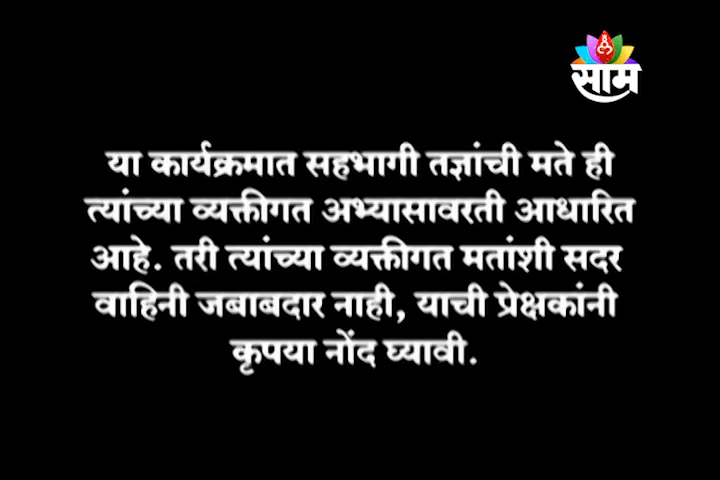 साम
या कार्यक्रमात सहभागी तज्ञांची मते ही
त्यांच्या व्यक्तीगत अभ्यासावरती आधारित
आहे. तरी त्यांच्या व्यक्तीगत मतांशी सदर
वाहिनी जबाबदार नाही, याची प्रेक्षकांनी
कृपया नोंद घ्यावी.